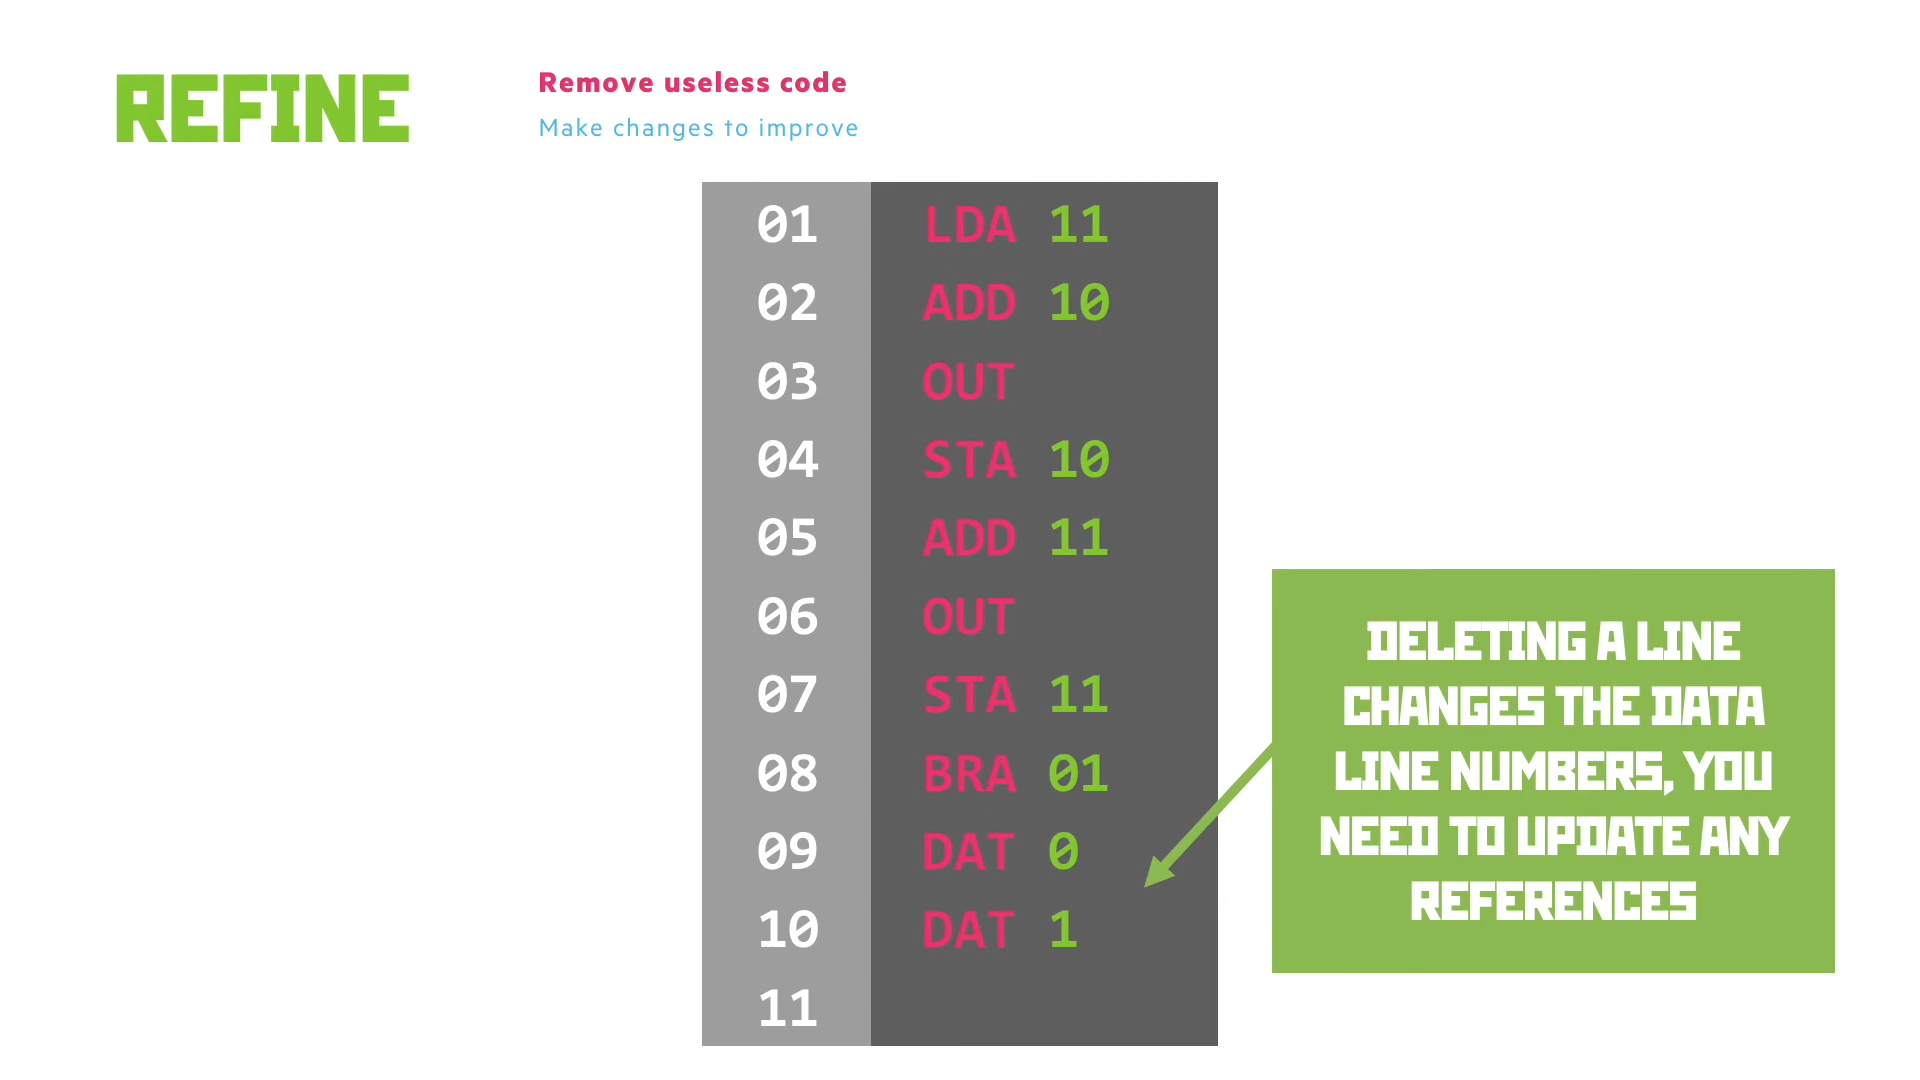 REFINE
Remove useless code
Make changes to improve
01 LDA 11
02 ADD 10
03 OUT
04 STA 10
05 ADD 11
06 OUT
07 STA 11
08 BRA 01
09 DAT 0
10 DAT 1
11
DELETING A LINE
CHANGES THE DATA
LINE NUMBERS, YOU
NEED TO UPDATE ANY
REFERENCES